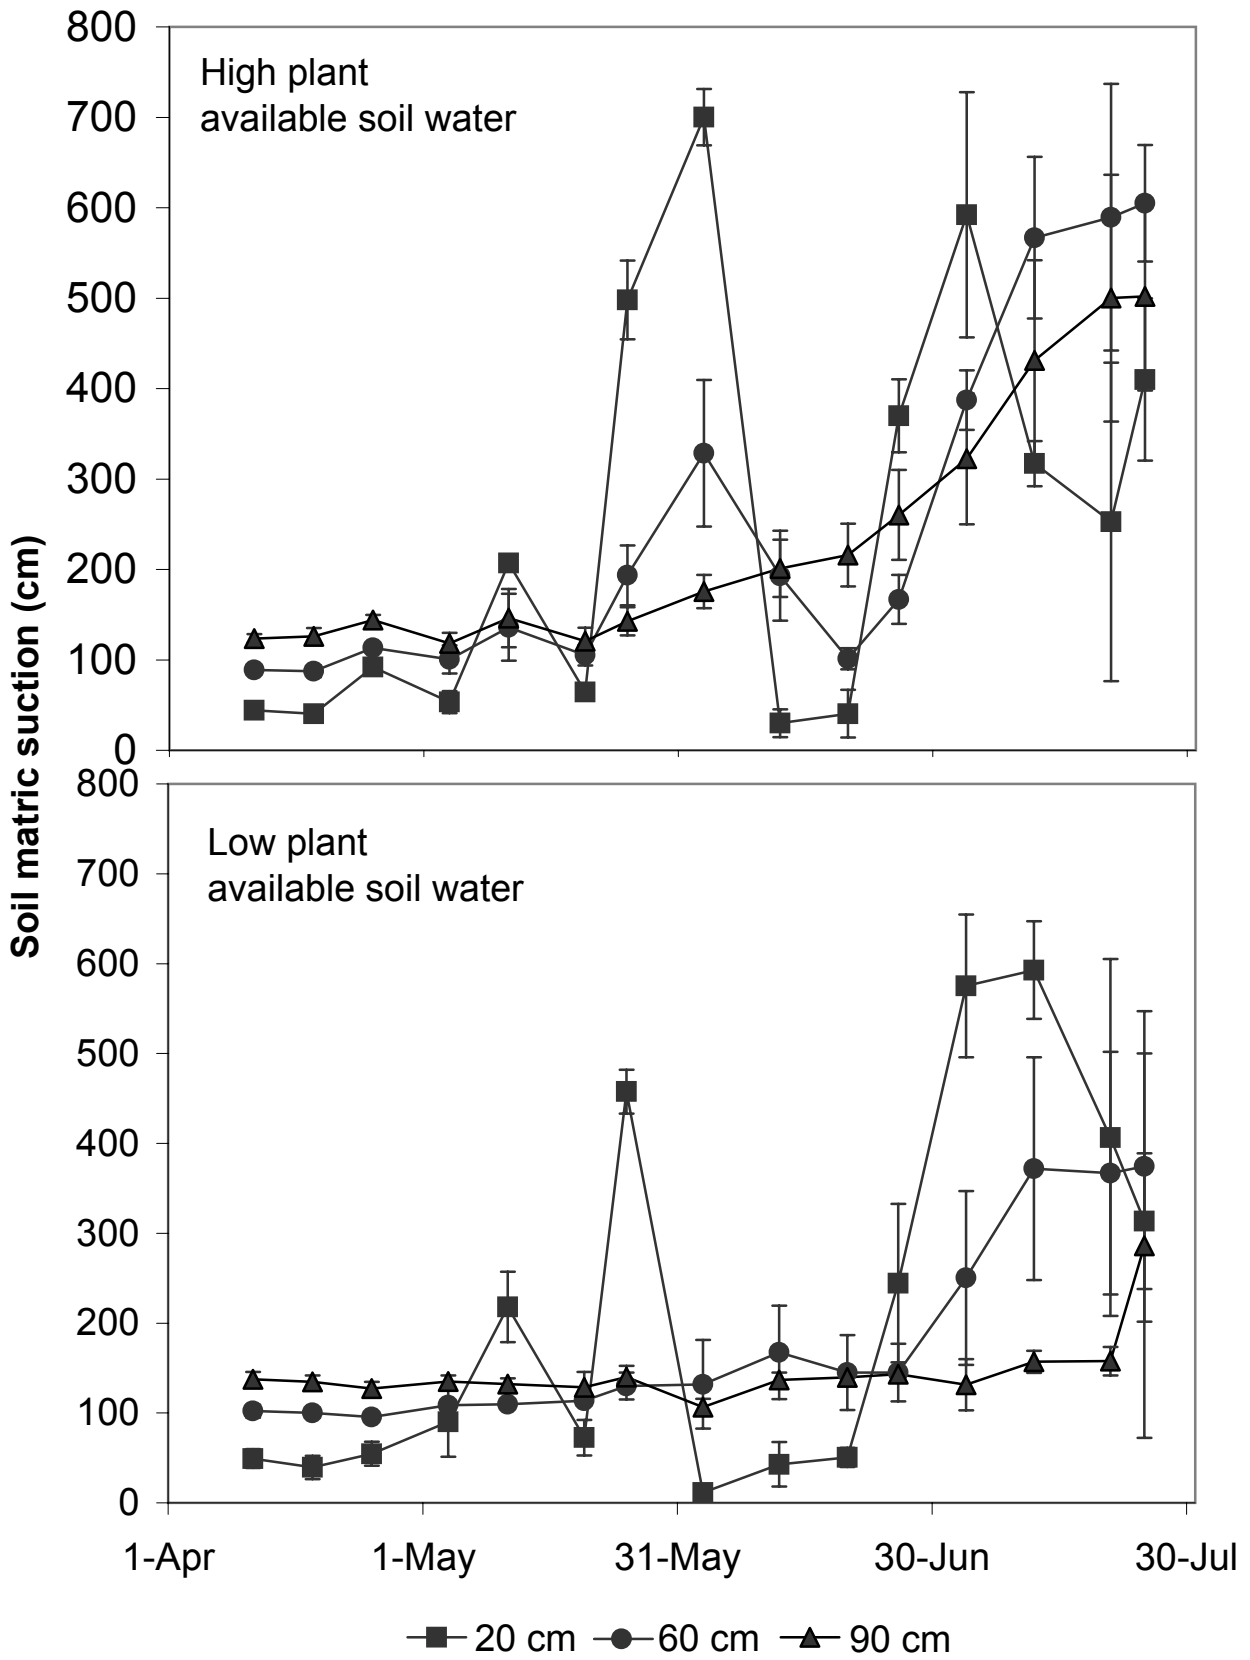 800
High plant
available soil water
700
600
500
400
300
200
100
0
Soil matric suction (cm)
800
Low plant
available soil water
700
600
500
400
300
200
100
0
1-Apr 1-May 31-May 30-Jun 30-Jul
20 cm 60 cm 90 cm